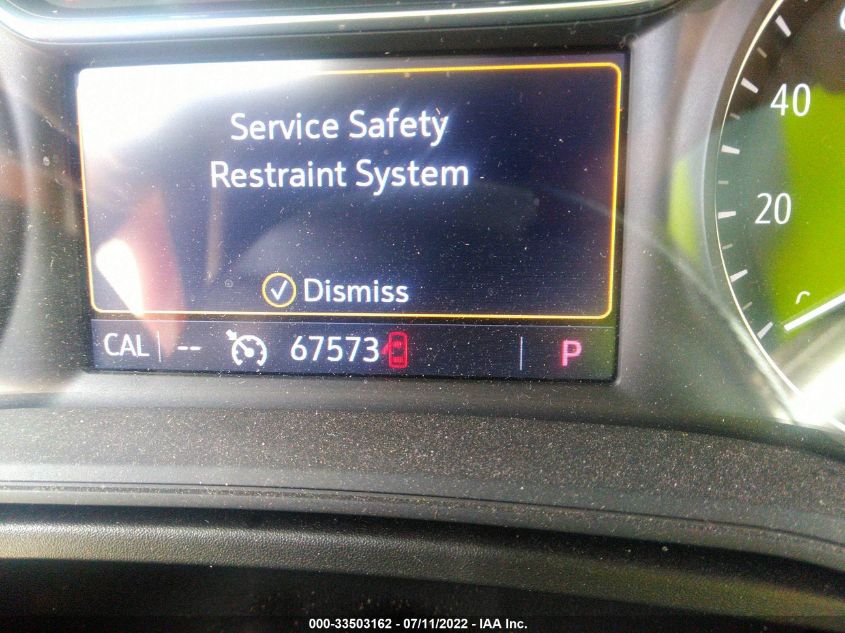 Service Safety
Restraint System
Dismiss
CAL -- 67573 P
40
20
000-33503162 - 07/11/2022 - IAA Inc.